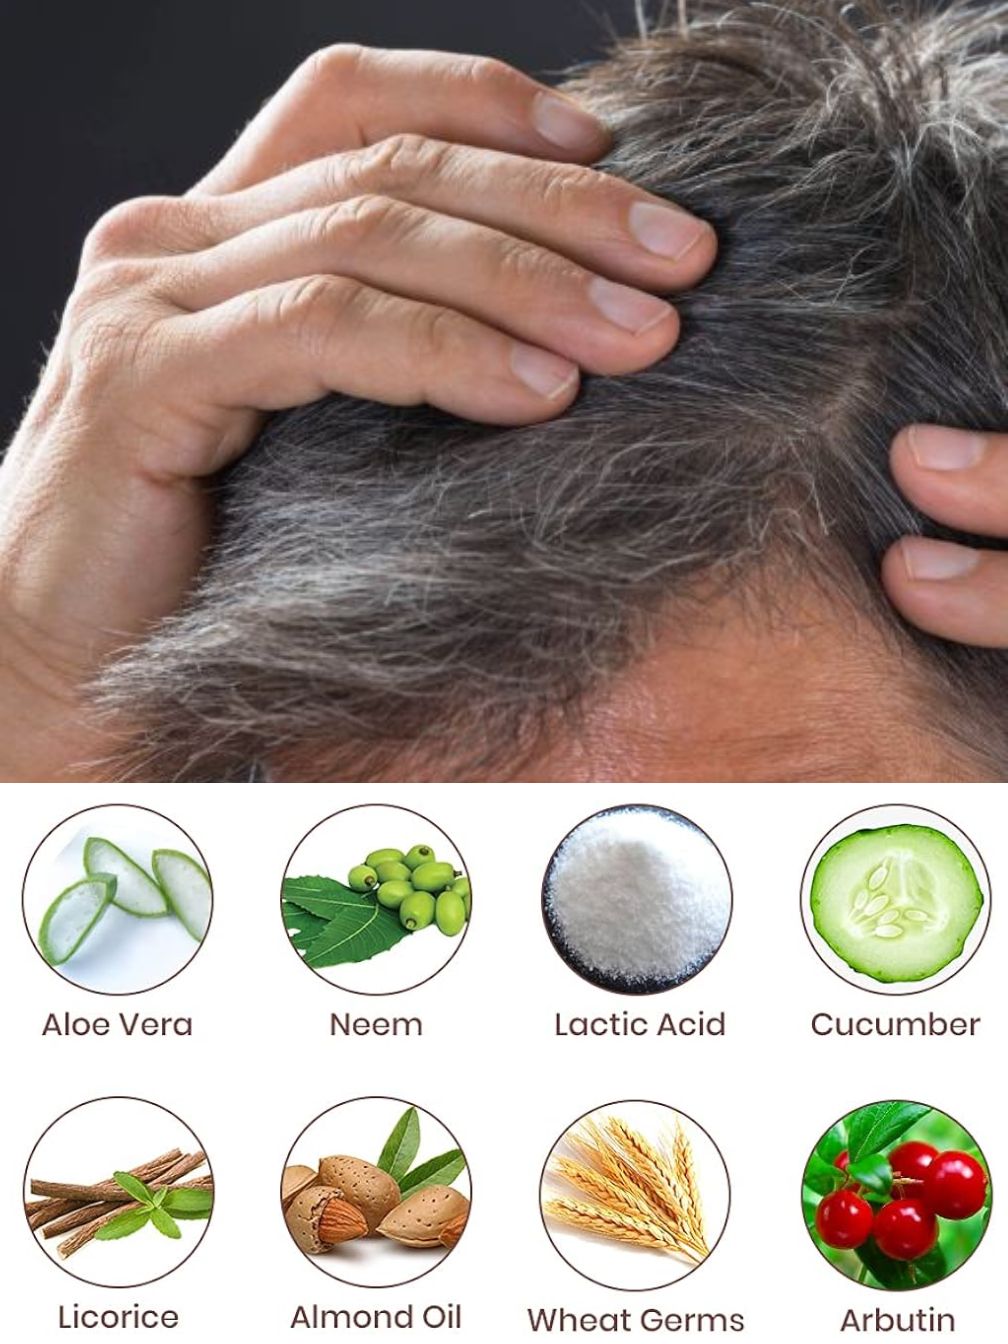 Aloe Vera
Neem
Lactic Acid
Cucumber
Licorice
Almond Oil
Wheat Germs
Arbutin